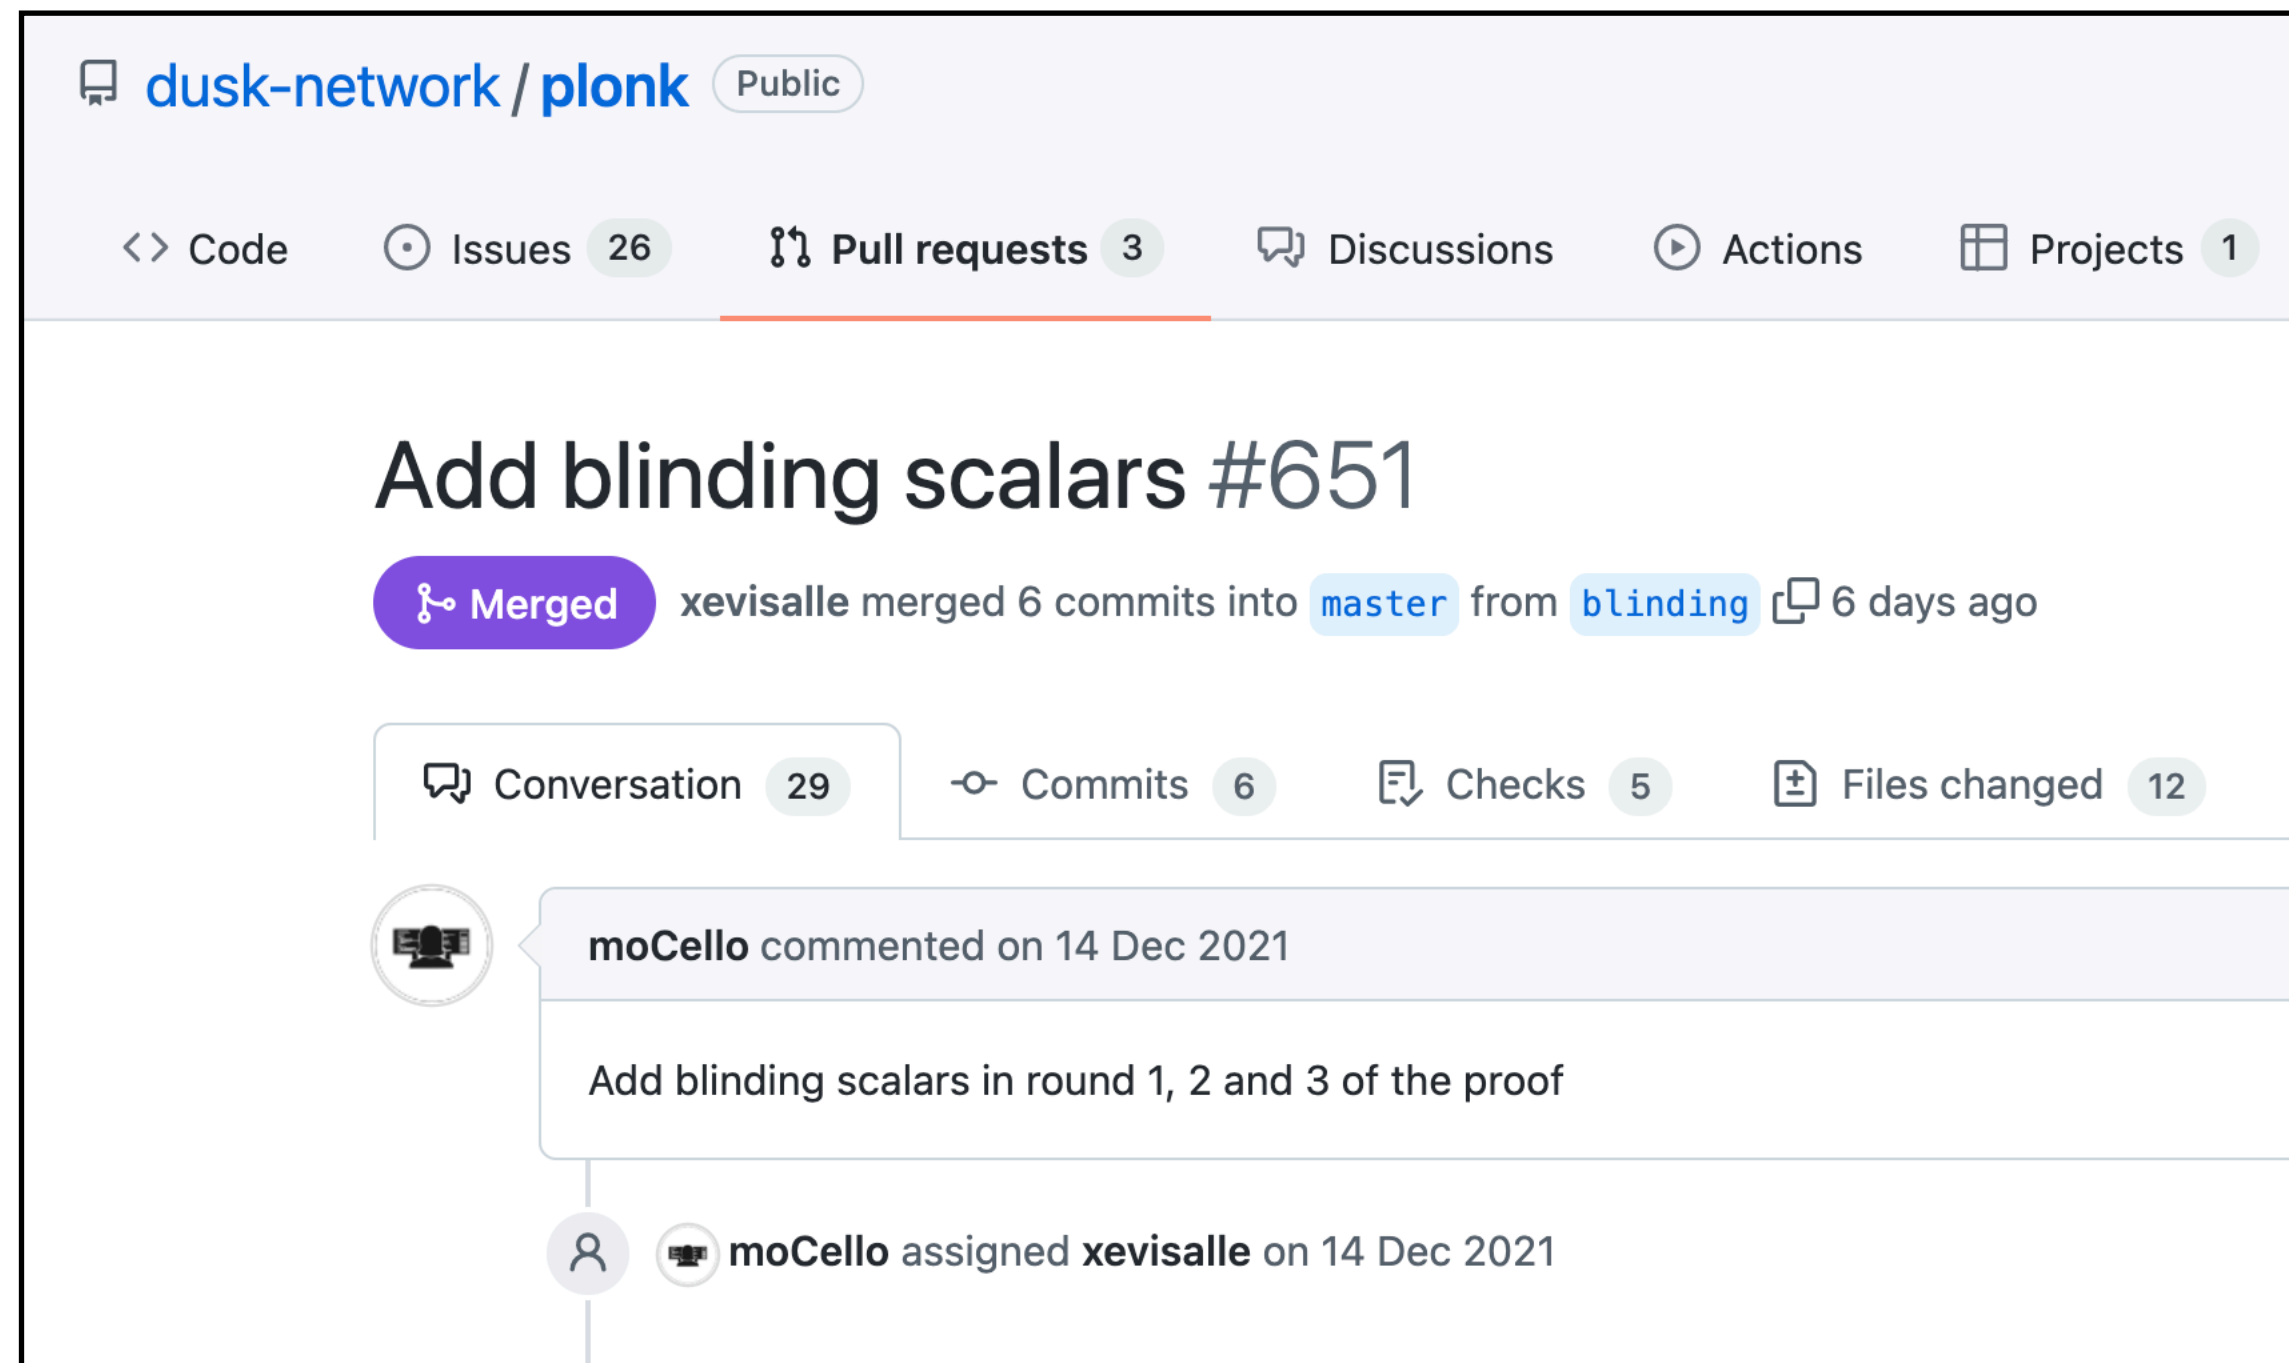 dusk-network / plonk Public
Code Issues 26 Pull requests 3 Discussions Actions Projects 1
Add blinding scalars #651
Merged xevisalle merged 6 commits into master from blinding 6 days ago
Conversation 29 Commits 6 Checks 5 Files changed 12
moCello commented on 14 Dec 2021
Add blinding scalars in round 1, 2 and 3 of the proof
moCello assigned xevisalle on 14 Dec 2021